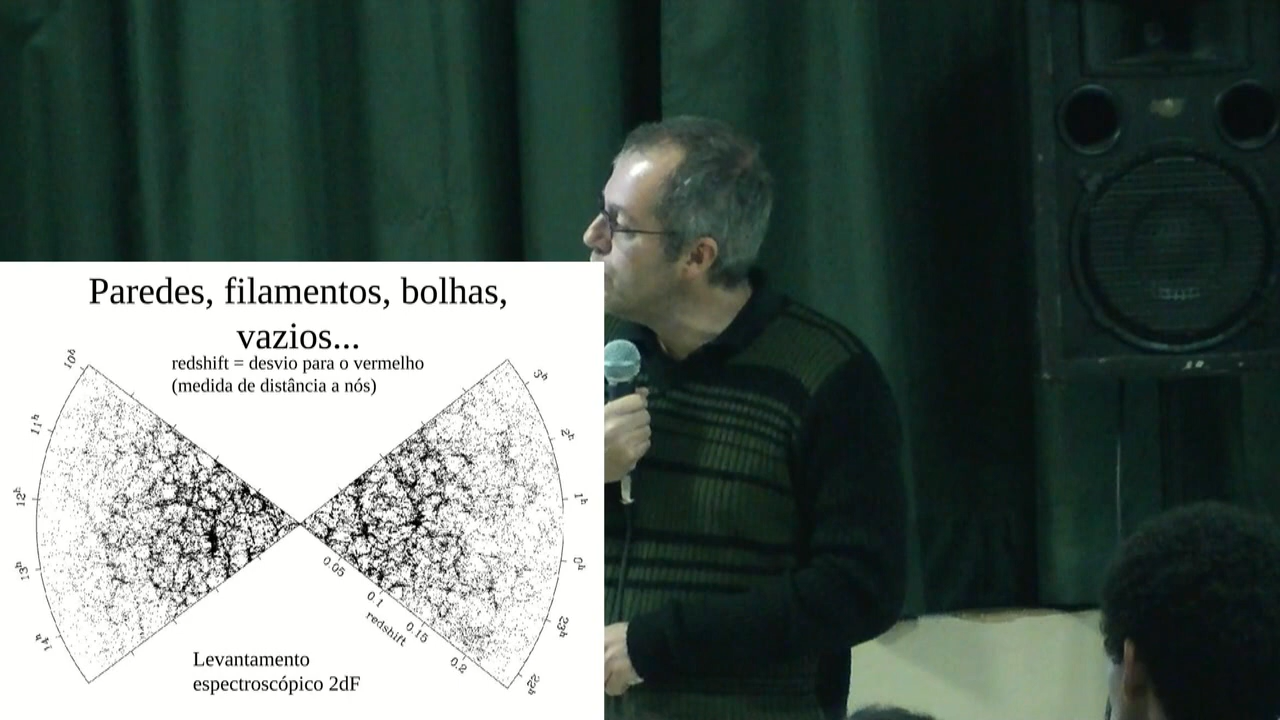 Paredes, filamentos, bolhas,
vazios...
redshift = desvio para o vermelho
(medida de distância a nós)
10h
11h
12h
13h
14h
3h
2h
1h
0h
23h
22h
0.05
0.1
0.15
0.2
redshift
Levantamento
espectroscópico 2dF